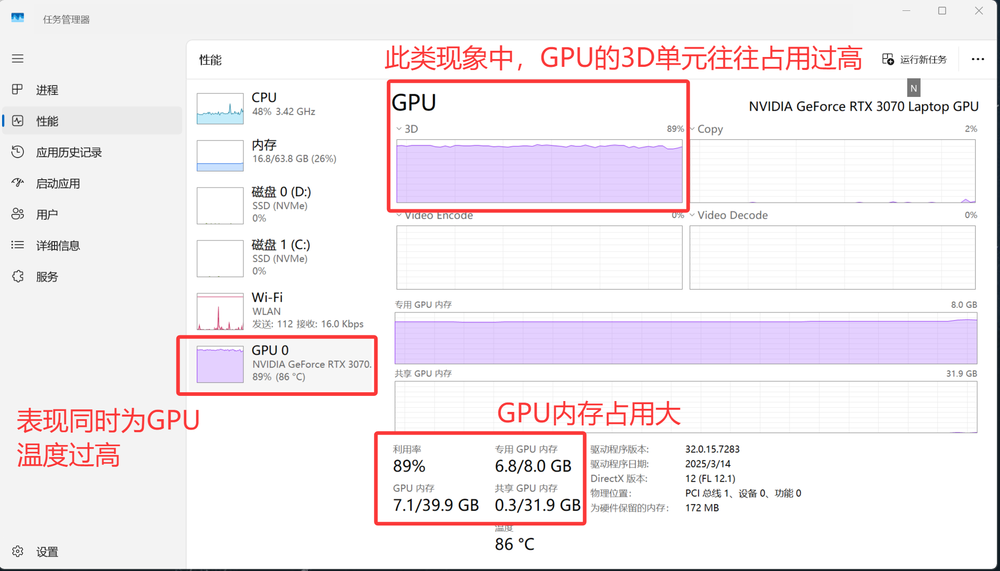 任务管理器
性能
此类现象中，GPU的3D单元往往占用过高
运行新任务
进程
性能
应用历史记录
启动应用
用户
详细信息
服务
设置
CPU
48% 3.42 GHz
内存
16.8/63.8 GB (26%)
磁盘 0 (D:)
SSD (NVMe)
0%
磁盘 1 (C:)
SSD (NVMe)
0%
Wi-Fi
WLAN
发送: 112 接收: 16.0 Kbps
GPU 0
NVIDIA GeForce RTX 3070.
89% (86 °C)
表现同时为GPU
温度过高
GPU
N
NVIDIA GeForce RTX 3070 Laptop GPU
3D 89%
Copy 2%
Video Encode 0%
Video Decode 0%
专用 GPU 内存 8.0 GB
共享 GPU 内存 31.9 GB
GPU内存占用大
利用率
89%
专用 GPU 内存
6.8/8.0 GB
GPU 内存
7.1/39.9 GB
共享 GPU 内存
0.3/31.9 GB
温度
86 °C
驱动程序版本: 32.0.15.7283
驱动程序日期: 2025/3/14
DirectX 版本: 12 (FL 12.1)
物理位置: PCI 总线 1、设备 0、功能 0
为硬件保留的内存: 172 MB